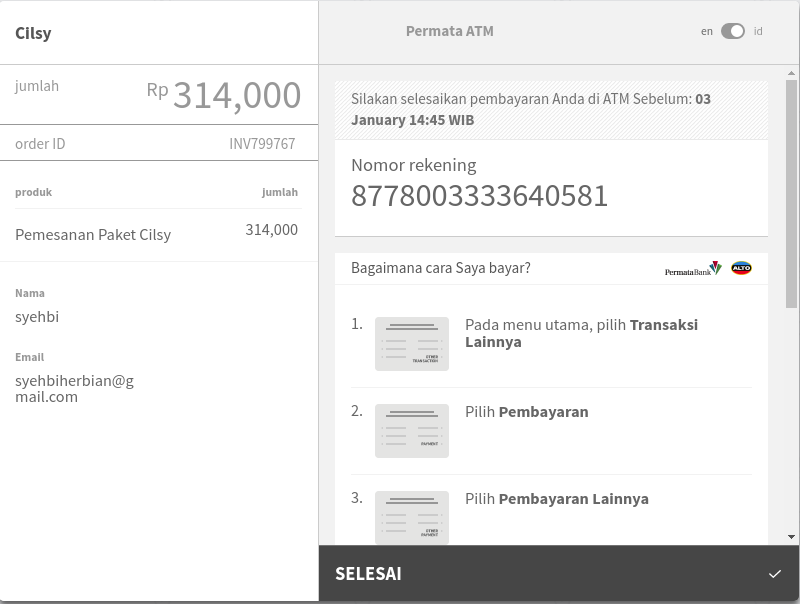 Cilsy
jumlah
Rp 314,000
order ID
INV799767
produk
jumlah
Pemesanan Paket Cilsy
314,000
Nama
syehbi
Email
syehbiherbian@g
mail.com
Permata ATM
en
id
Silakan selesaikan pembayaran Anda di ATM Sebelum: 03
January 14:45 WIB
Nomor rekening
8778003333640581
Bagaimana cara Saya bayar?
PermataBank
ALTO
1.
OTHER
TRANSACTION
Pada menu utama, pilih Transaksi
Lainnya
2.
PAYMENT
Pilih Pembayaran
3.
OTHER
PAYMENT
Pilih Pembayaran Lainnya
SELESAI